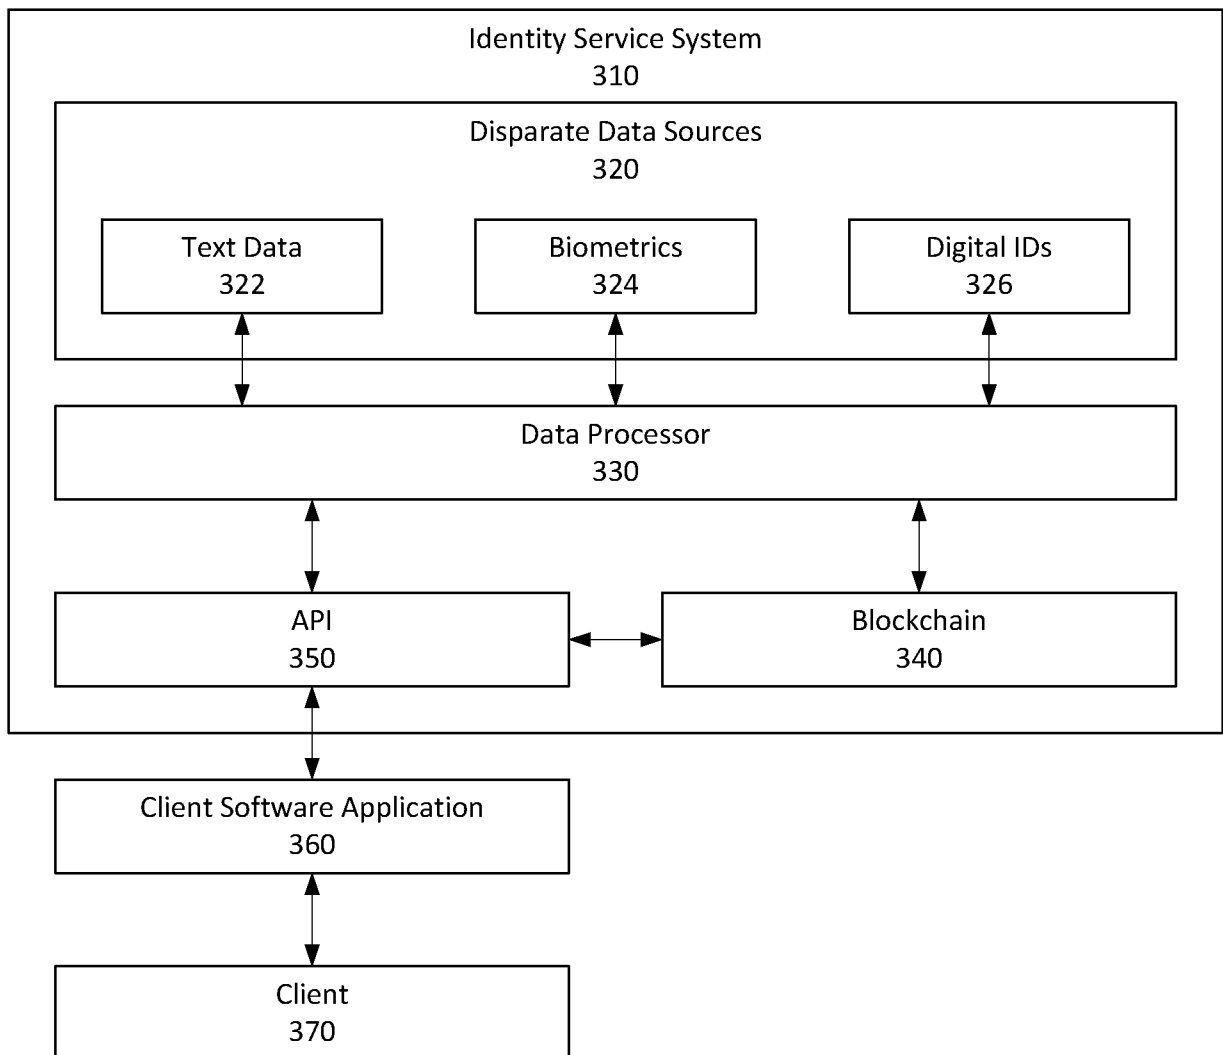 Identity Service System
310
Disparate Data Sources
320
Text Data
322
Biometrics
324
Digital IDs
326
Data Processor
330
API
350
Blockchain
340
Client Software Application
360
Client
370